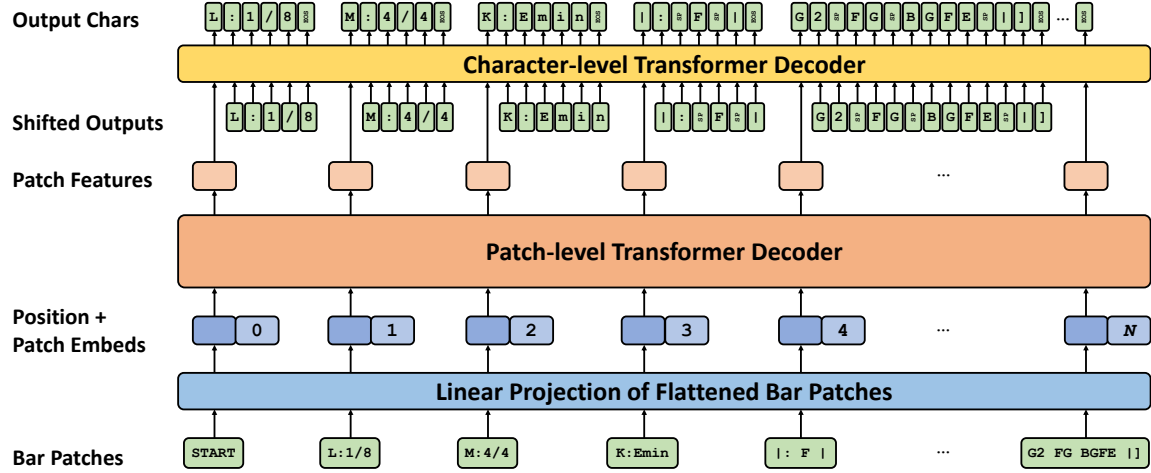 Output Chars L : 1 / 8 EOS M : 4 / 4 EOS K : E m i n EOS | : SP F SP | EOS G 2 SP F G SP B G F E SP | ] EOS ... EOS
Character-level Transformer Decoder
Shifted Outputs L : 1 / 8 M : 4 / 4 K : E m i n | : SP F SP | G 2 SP F G SP B G F E SP | ]
Patch Features ...
Patch-level Transformer Decoder
Position +
Patch Embeds 0 1 2 3 4 ... N
Linear Projection of Flattened Bar Patches
Bar Patches START L:1/8 M:4/4 K:Emin |: F | ... G2 FG BGFE |]